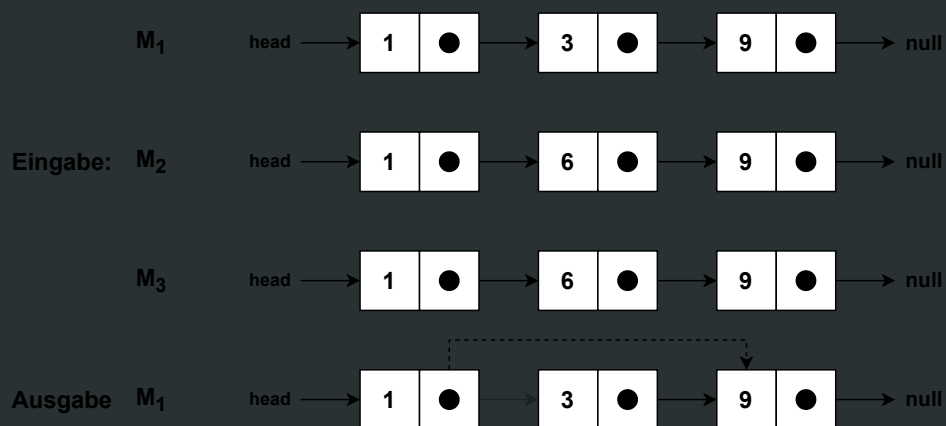 M1 head 1 3 9 null
Eingabe: M2 head 1 6 9 null
M3 head 1 6 9 null
Ausgabe M1 head 1 3 9 null